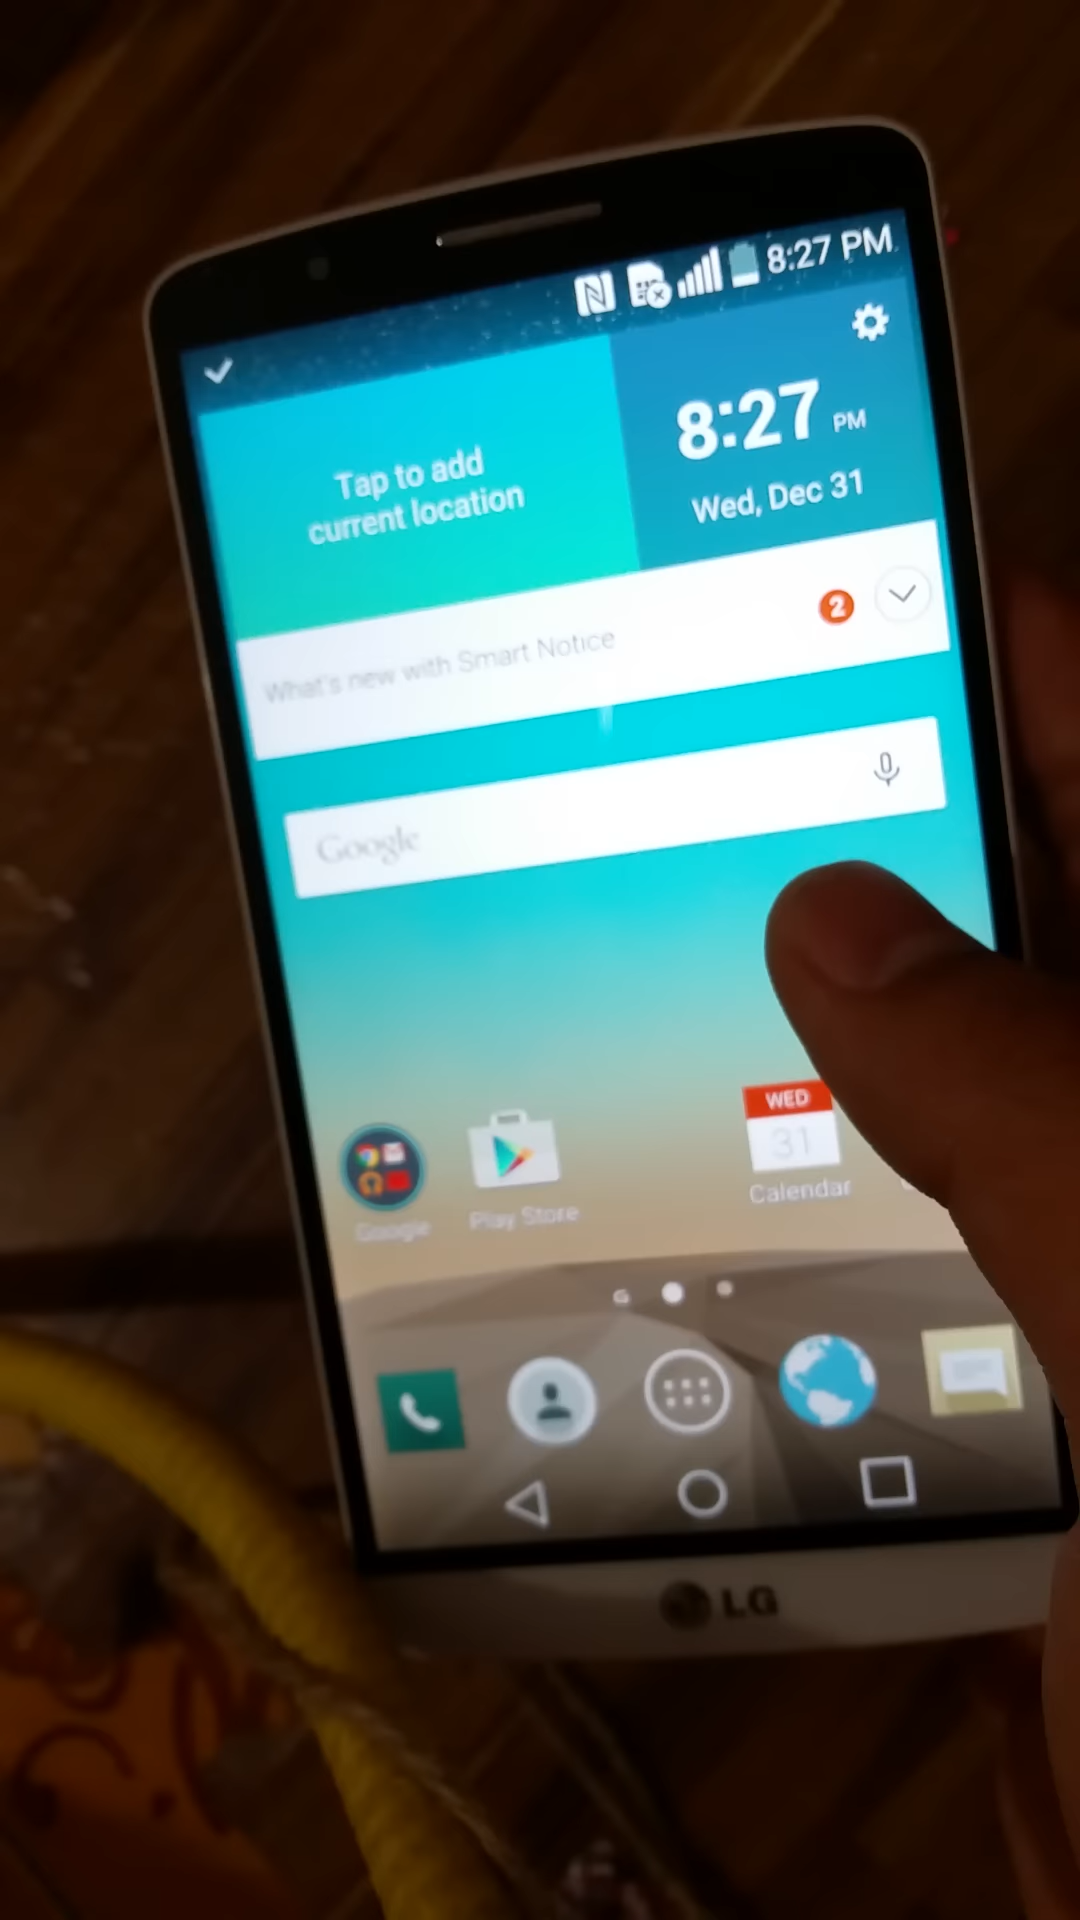 8:27 PM
Tap to add
current location
8:27 PM
Wed, Dec 31
What's new with Smart Notice
2
Google
WED
31
Google
Play Store
Calendar
LG